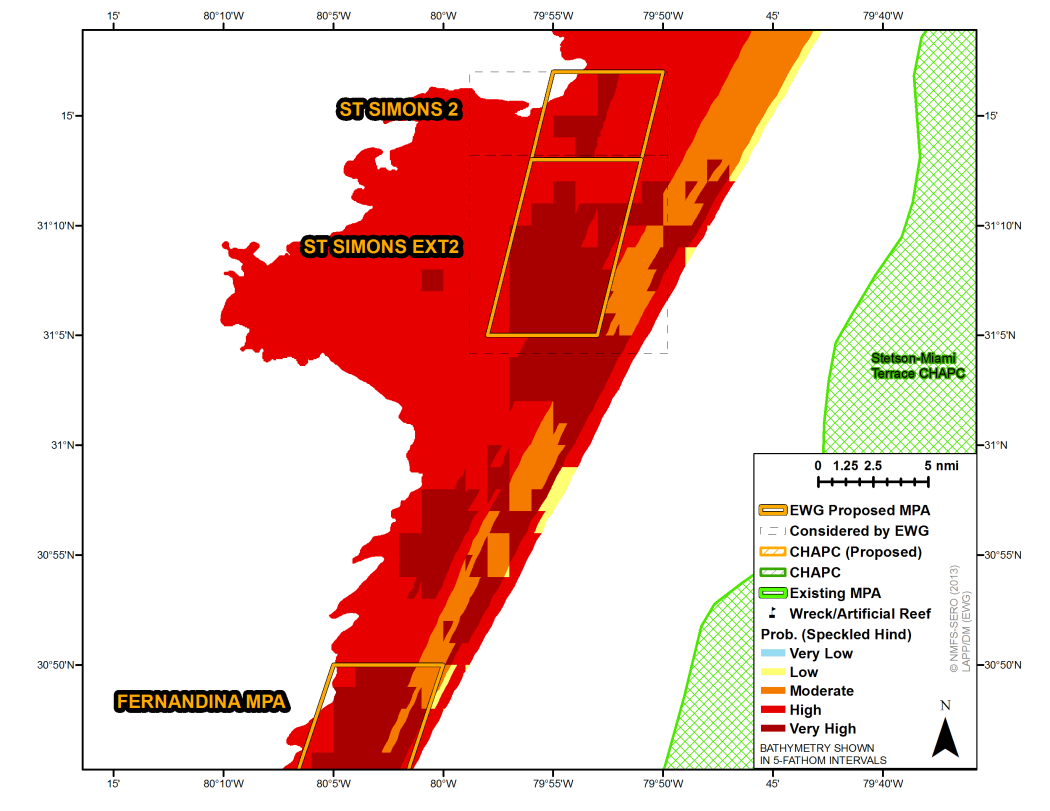 15'
80°10'W
80°5'W
80°W
79°55'W
79°50'W
45'
79°40'W
15'
15'
ST SIMONS 2
31°10'N
31°10'N
ST SIMONS EXT2
31°5'N
31°5'N
Stetson-Miami
Terrace CHAPC
31°N
31°N
0 1.25 2.5 5 nmi
EWG Proposed MPA
Considered by EWG
CHAPC (Proposed)
CHAPC
Existing MPA
Wreck/Artificial Reef
Prob. (Speckled Hind)
Very Low
Low
Moderate
High
Very High
BATHYMETRY SHOWN
IN 5-FATHOM INTERVALS
© NMFS-SERO (2013)
LAPP/DM (EWG)
N
30°55'N
30°55'N
30°50'N
30°50'N
FERNANDINA MPA
15'
80°10'W
80°5'W
80°W
79°55'W
79°50'W
45'
79°40'W